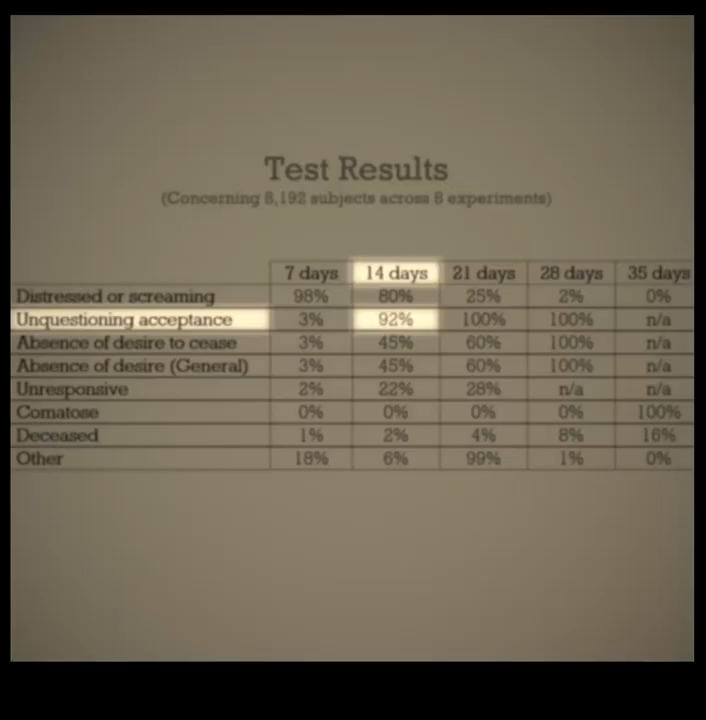 Test Results
(Concerning 8,192 subjects across 8 experiments)
7 days 14 days 21 days 28 days 35 days
Distressed or screaming 98% 80% 25% 2% 0%
Unquestioning acceptance 3% 92% 100% 100% n/a
Absence of desire to cease 3% 45% 60% 100% n/a
Absence of desire (General) 3% 45% 60% 100% n/a
Unresponsive 2% 22% 28% n/a n/a
Comatose 0% 0% 0% 0% 100%
Deceased 1% 2% 4% 8% 16%
Other 18% 6% 99% 1% 0%